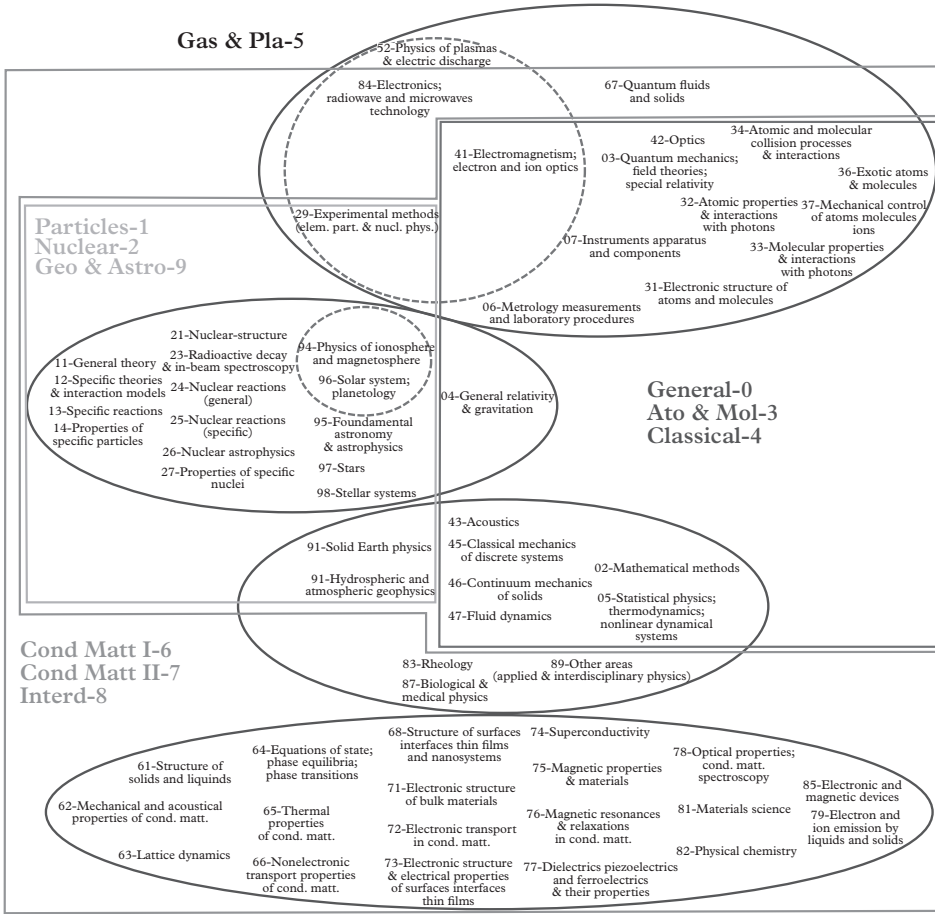 Gas & Pla-5
52-Physics of plasmas
& electric discharge
84-Electronics;
radiowave and microwaves
technology
67-Quantum fluids
and solids
41-Electromagnetism;
electron and ion optics
42-Optics
03-Quantum mechanics;
field theories;
special relativity
34-Atomic and molecular
collision processes
& interactions
36-Exotic atoms
& molecules
32-Atomic properties
& interactions
with photons
37-Mechanical control
of atoms molecules
ions
29-Experimental methods
(elem. part. & nucl. phys.)
07-Instruments apparatus
and components
33-Molecular properties
& interactions
with photons
31-Electronic structure of
atoms and molecules
06-Metrology measurements
and laboratory procedures
Particles-1
Nuclear-2
Geo & Astro-9
11-General theory
12-Specific theories
& interaction models
13-Specific reactions
14-Properties of
specific particles
21-Nuclear-structure
23-Radioactive decay
& in-beam spectroscopy
24-Nuclear reactions
(general)
25-Nuclear reactions
(specific)
26-Nuclear astrophysics
27-Properties of specific
nuclei
94-Physics of ionosphere
and magnetosphere
96-Solar system;
planetology
95-Foundamental
astronomy
& astrophysics
97-Stars
98-Stellar systems
04-General relativity
& gravitation
General-0
Ato & Mol-3
Classical-4
91-Solid Earth physics
91-Hydrospheric and
atmospheric geophysics
43-Acoustics
45-Classical mechanics
of discrete systems
46-Continuum mechanics
of solids
47-Fluid dynamics
02-Mathematical methods
05-Statistical physics;
thermodynamics;
nonlinear dynamical
systems
83-Rheology
87-Biological &
medical physics
89-Other areas
(applied & interdisciplinary physics)
Cond Matt I-6
Cond Matt II-7
Interd-8
61-Structure of
solids and liquinds
62-Mechanical and acoustical
properties of cond. matt.
63-Lattice dynamics
64-Equations of state;
phase equilibria;
phase transitions
65-Thermal
properties
of cond. matt.
66-Nonelectronic
transport properties
of cond. matt.
68-Structure of surfaces
interfaces thin films
and nanosystems
71-Electronic structure
of bulk materials
72-Electronic transport
in cond. matt.
73-Electronic structure
& electrical properties
of surfaces interfaces
thin films
74-Superconductivity
75-Magnetic properties
& materials
76-Magnetic resonances
& relaxations
in cond. matt.
77-Dielectrics piezoelectrics
and ferroelectrics
& their properties
78-Optical properties;
cond. matt.
spectroscopy
81-Materials science
82-Physical chemistry
85-Electronic and
magnetic devices
79-Electron and
ion emission by
liquids and solids